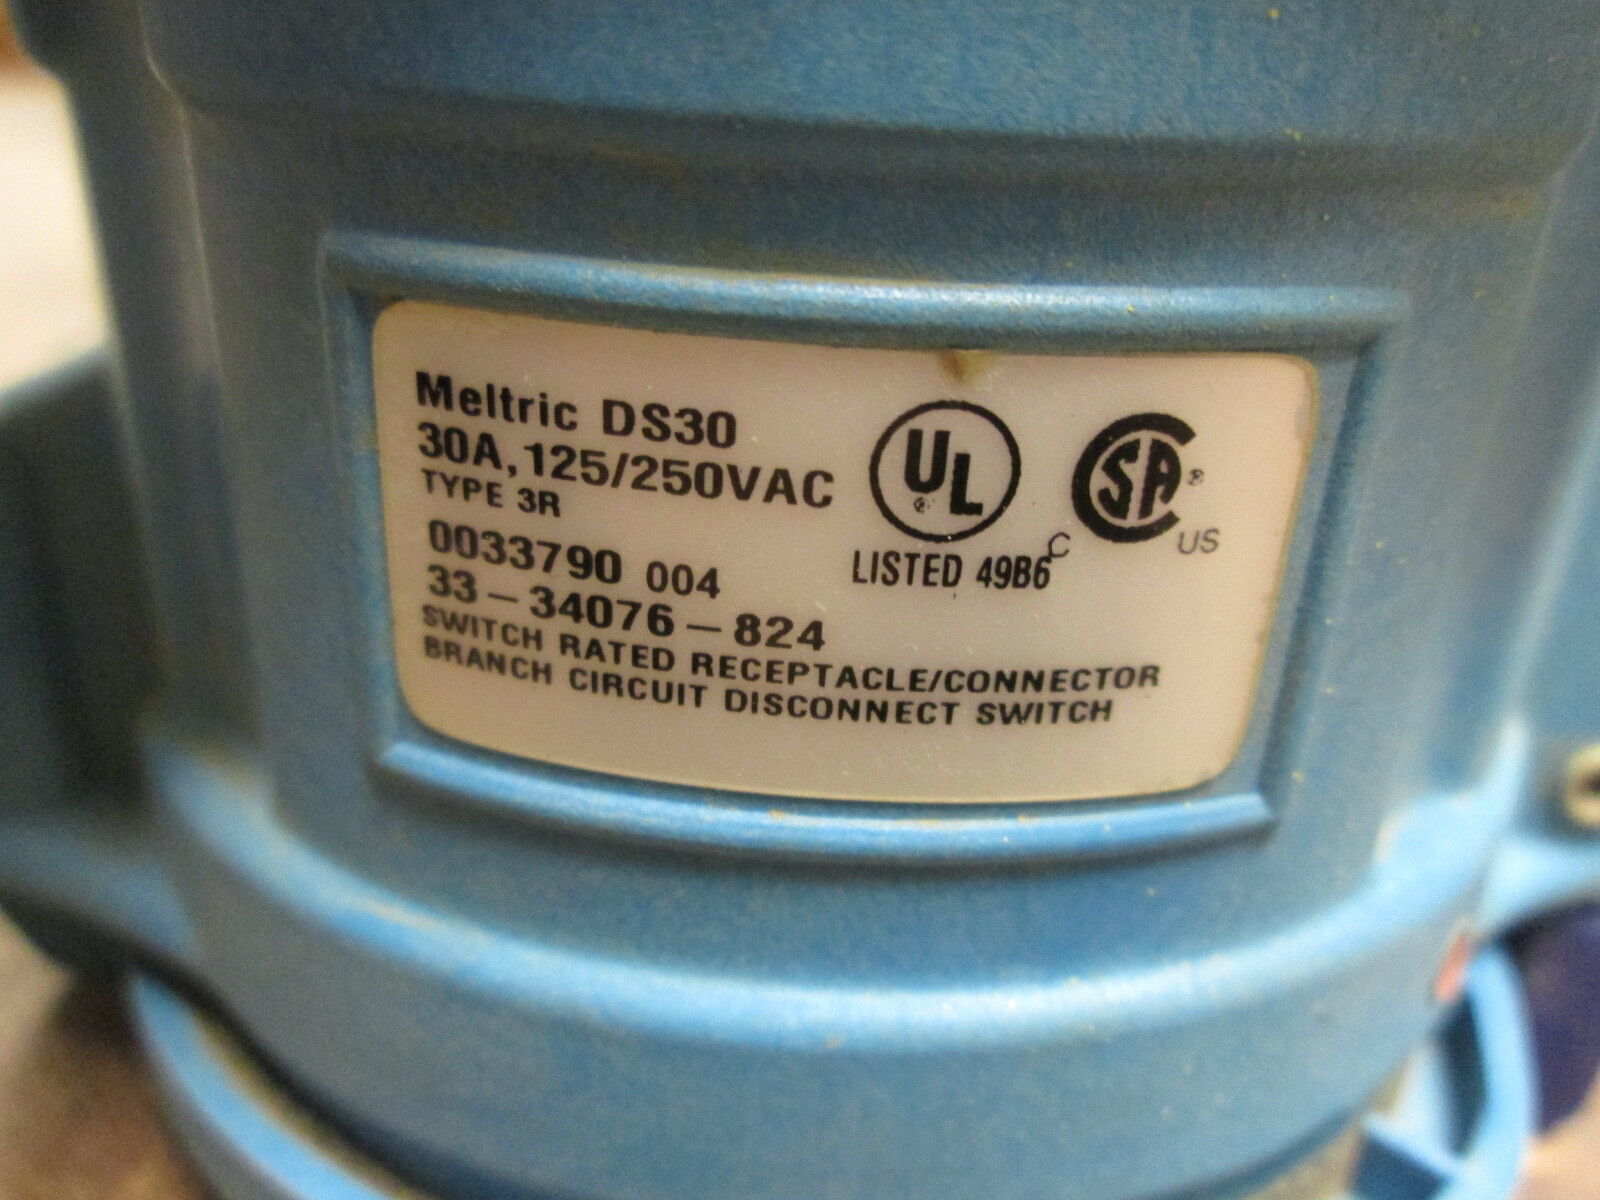 Meltric DS30
30A, 125/250VAC
TYPE 3R
0033790 004
33-34076-824
SWITCH RATED RECEPTACLE/CONNECTOR
BRANCH CIRCUIT DISCONNECT SWITCH
UL ®
LISTED 49B6
C SA ® US